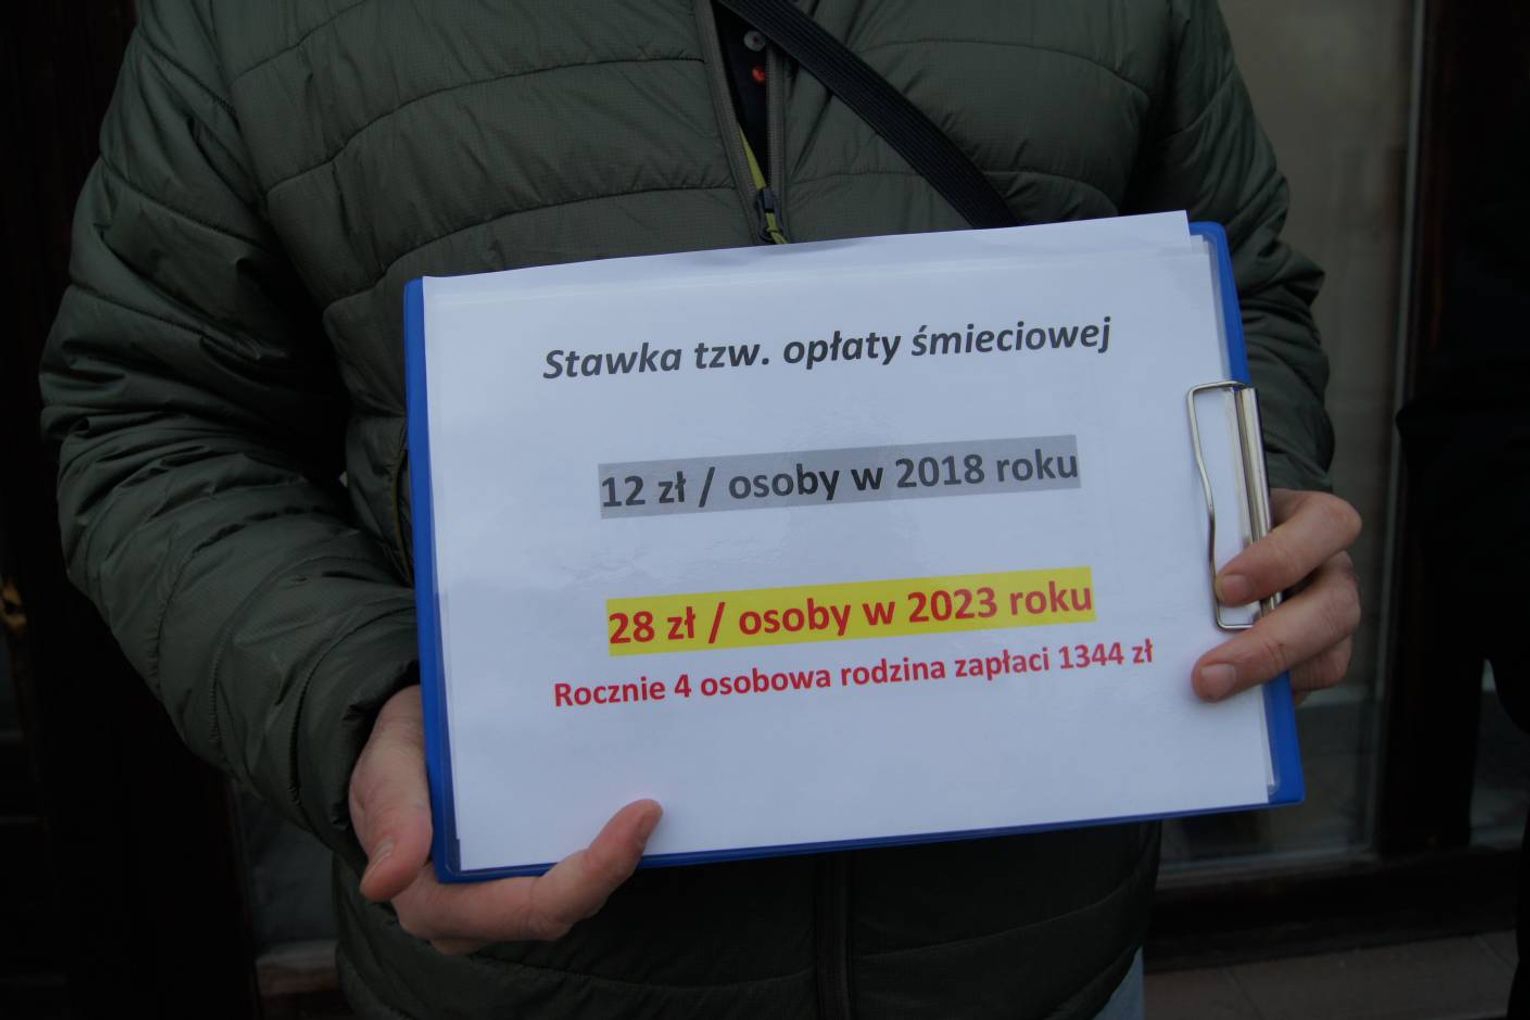 Stawka tzw. opłaty śmieciowej
12 zł / osoby w 2018 roku
28 zł / osoby w 2023 roku
Rocznie 4 osobowa rodzina zapłaci 1344 zł